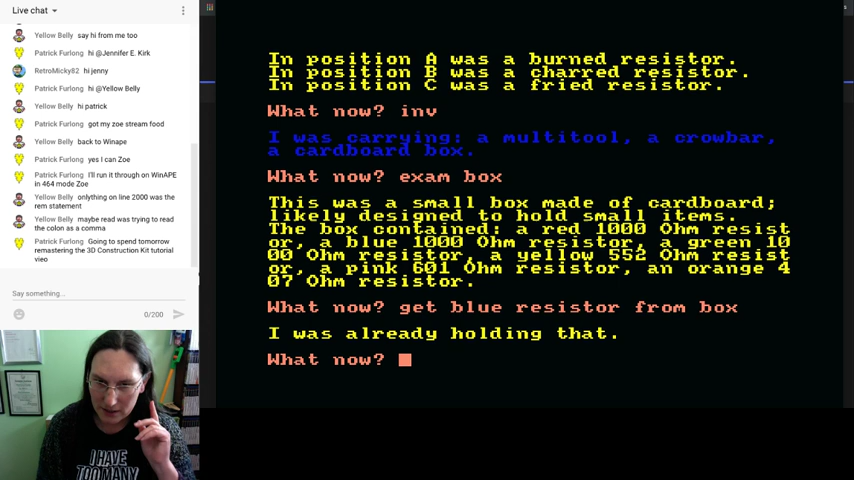 Live chat
Yellow Belly say hi from me too
Patrick Furlong hi @Jennifer E. Kirk
RetroMicky82 hi jenny
Patrick Furlong hi @Yellow Belly
Yellow Belly hi patrick
Patrick Furlong got my zoe stream food
Yellow Belly back to Winape
Patrick Furlong yes I can Zoe
Patrick Furlong I'll run it through on WinAPE
in 464 mode Zoe
Yellow Belly onlything on line 2000 was the
rem statement
Yellow Belly maybe read was trying to read
the colon as a comma
Patrick Furlong Going to spend tomorrow
remastering the 3D Construction Kit tutorial
vieo
Say something...
0/200
I HAVE
TOO MANY
In position A was a burned resistor.
In position B was a charred resistor.
In position C was a fried resistor.
What now? inv
I was carrying: a multitool, a crowbar,
a cardboard box.
What now? exam box
This was a small box made of cardboard;
likely designed to hold small items.
The box contained: a red 1000 Ohm resist
or, a blue 1000 Ohm resistor, a green 10
00 Ohm resistor, a yellow 552 Ohm resist
or, a pink 601 Ohm resistor, an orange 4
07 Ohm resistor.
What now? get blue resistor from box
I was already holding that.
What now?